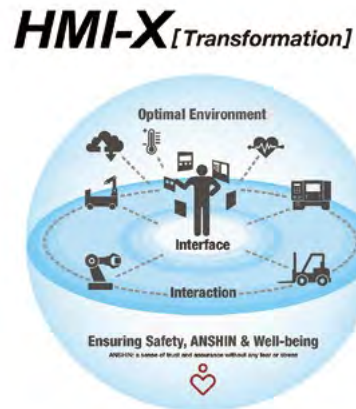 HMI-X [Transformation]
Optimal Environment
Interface
Interaction
Ensuring Safety, ANSHIN & Well-being
ANSHIN: a sense of trust and assurance without any fear or stress